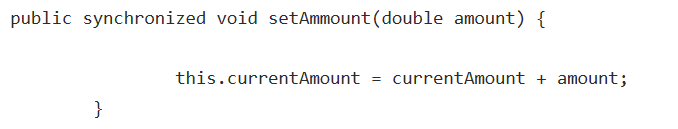 public synchronized void setAmmount(double amount) {
this.currentAmount = currentAmount + amount;
}